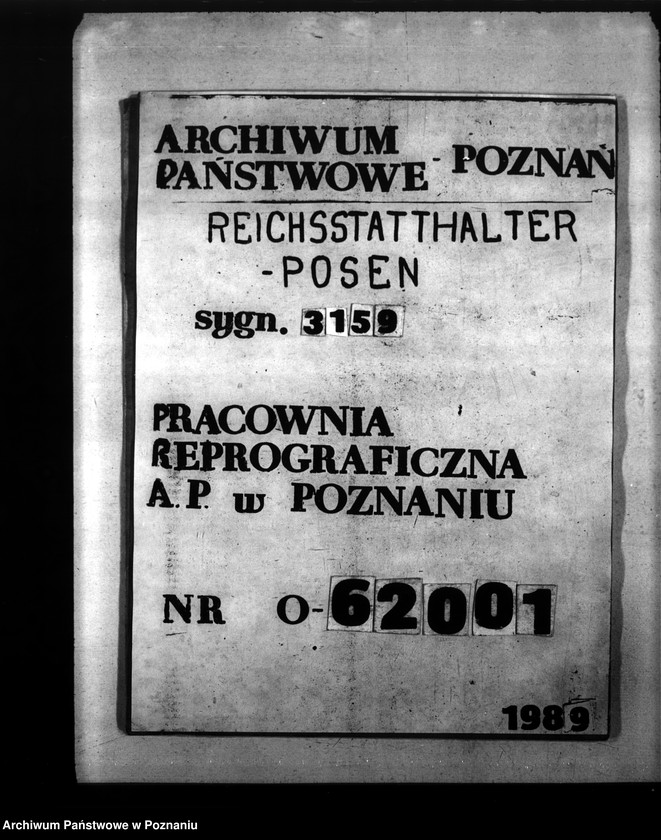 ARCHIWUM
PAŃSTWOWE - POZNAŃ
REICHSSTATTHALTER
-POSEN
sygn. 3159
PRACOWNIA
REPROGRAFICZNA
A.P. w POZNANIU
NR O-62001
1989
Archiwum Państwowe w Poznaniu